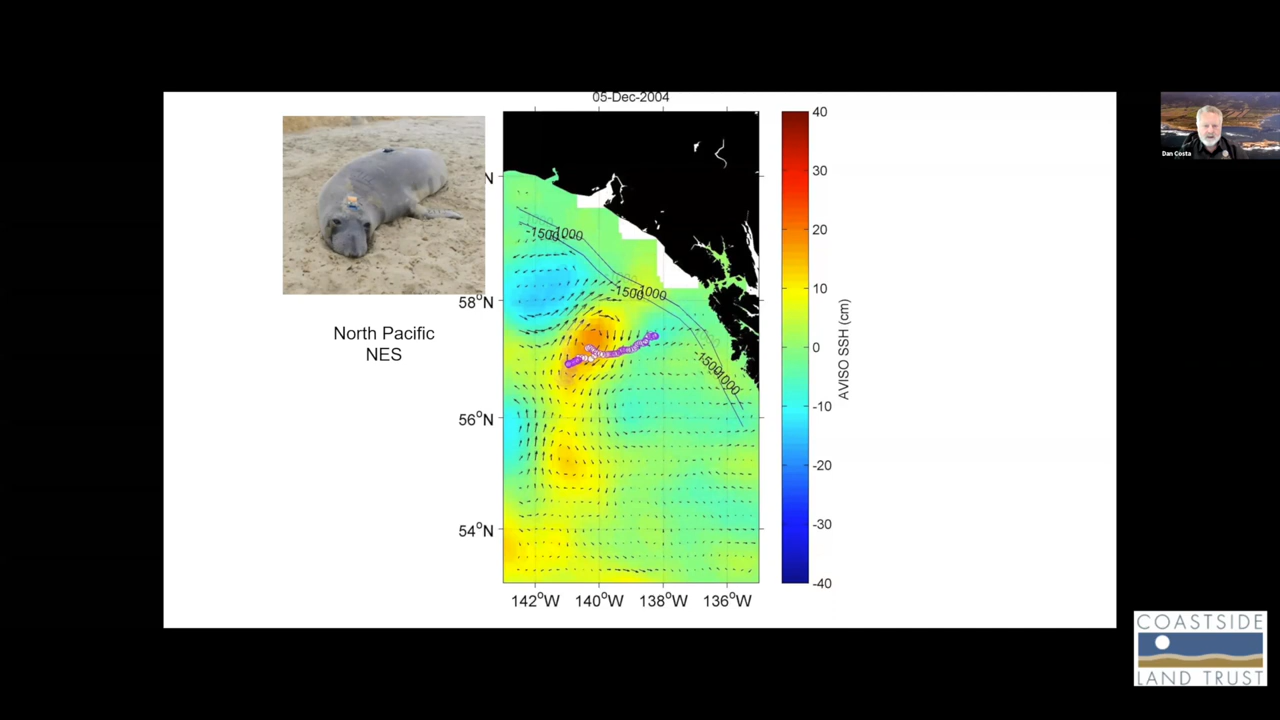 05-Dec-2004
N
58°N
56°N
54°N
142°W 140°W 138°W 136°W
-1500 -1000
-1500 -1000
-1500 -1000
40
30
20
10
0
-10
-20
-30
-40
AVISO SSH (cm)
North Pacific
NES
Dan Costa
COASTSIDE
LAND TRUST